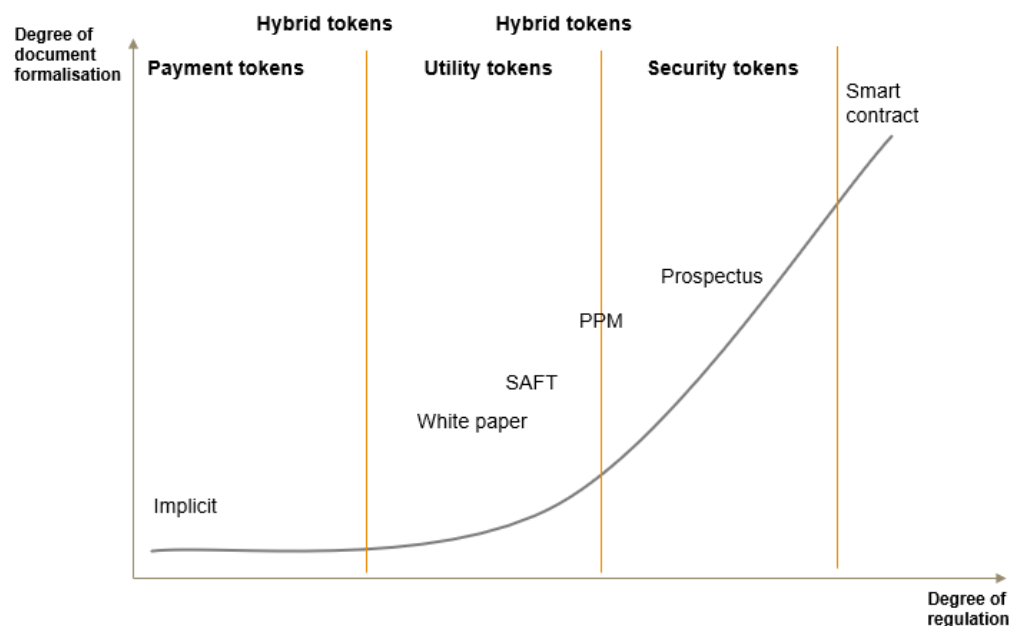 Hybrid tokens
Hybrid tokens
Degree of
document
formalisation
Payment tokens
Utility tokens
Security tokens
Smart
contract
Prospectus
PPM
SAFT
White paper
Implicit
Degree of
regulation